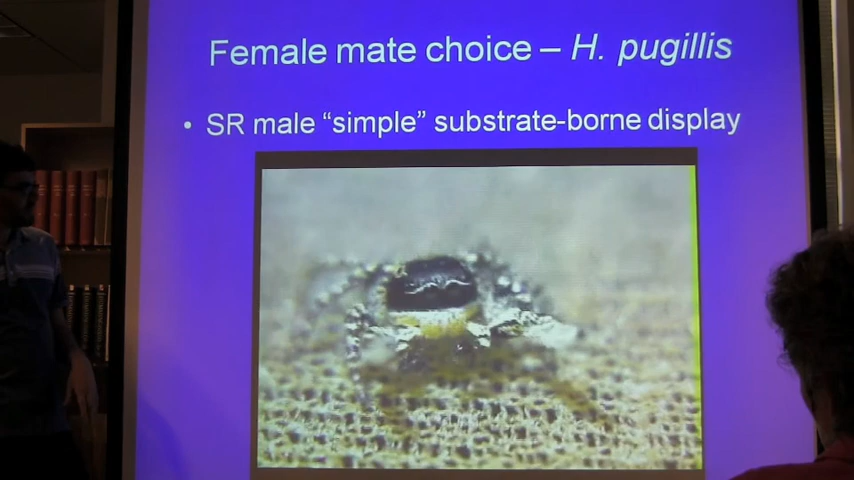 Female mate choice – H. pugillis
• SR male “simple” substrate-borne display